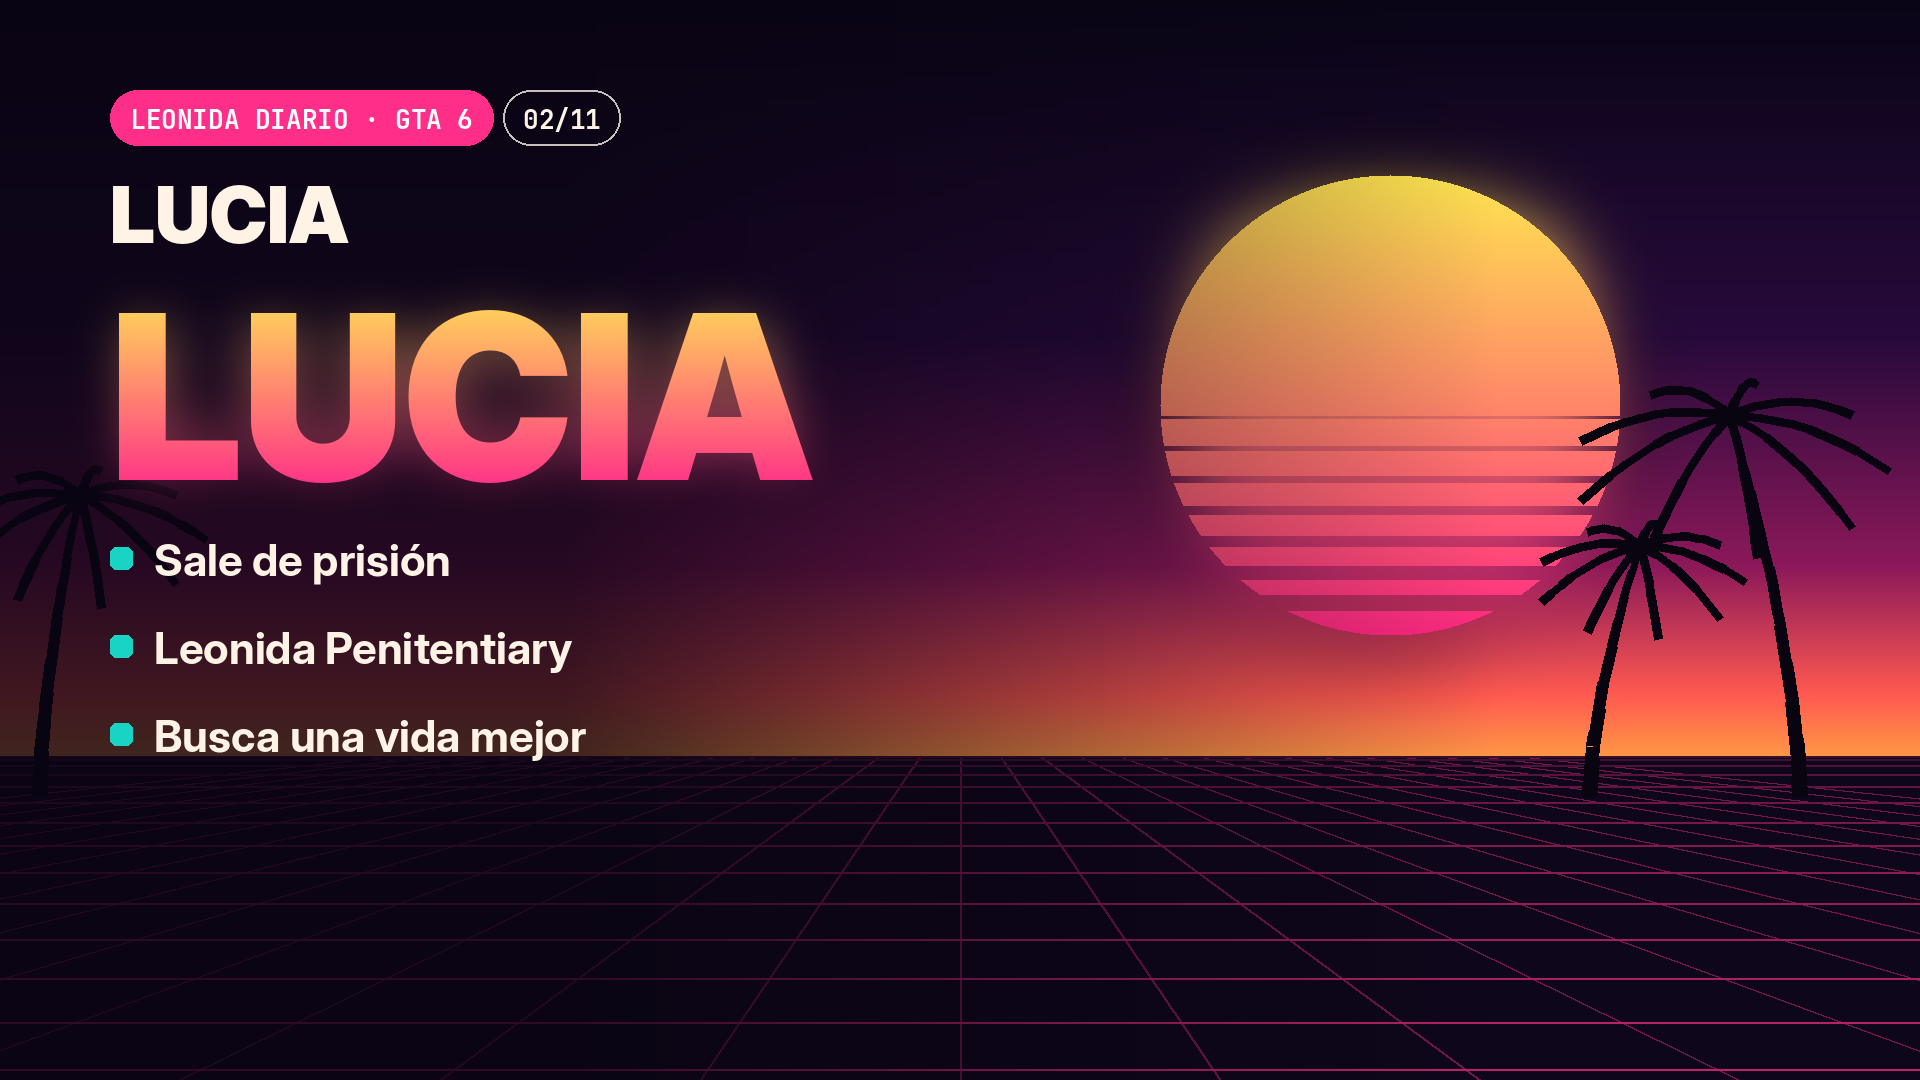 LEONIDA DIARIO · GTA 6 02/11
LUCIA
LUCIA
Sale de prisión
Leonida Penitentiary
Busca una vida mejor